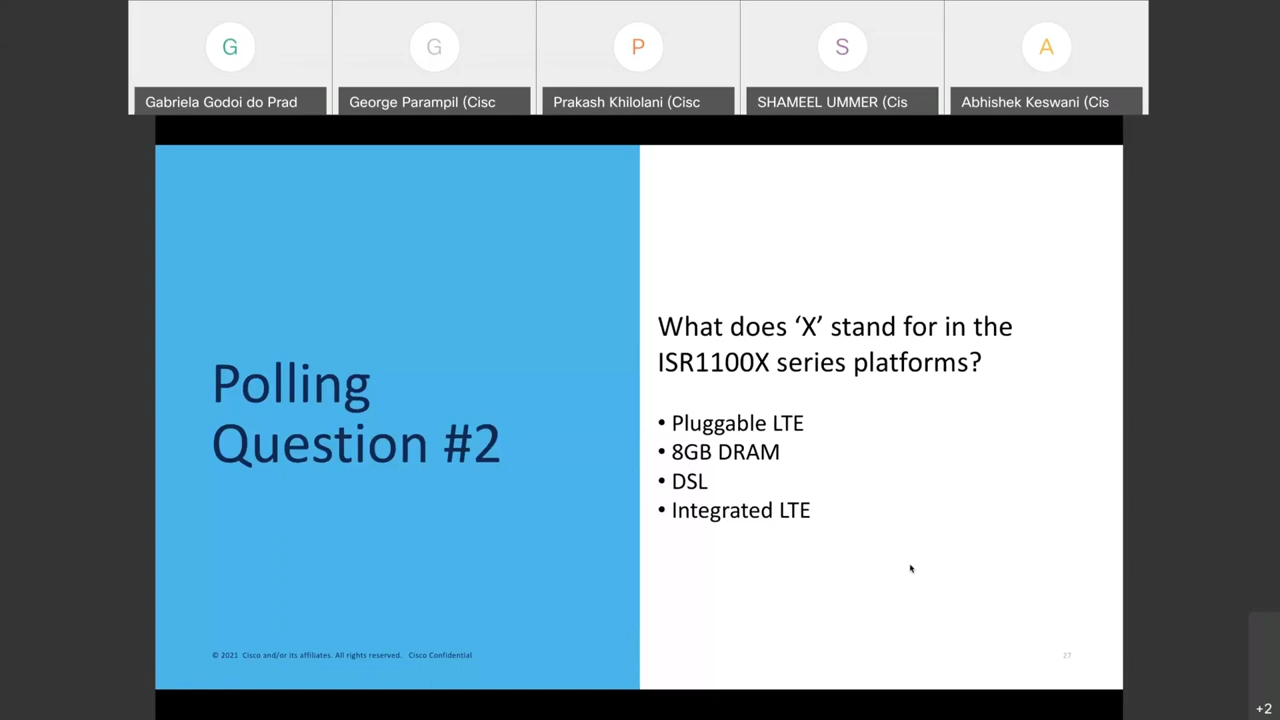 G
G
P
S
A
Gabriela Godoi do Prad
George Parampil (Cisc
Prakash Khilolani (Cisc
SHAMEEL UMMER (Cis
Abhishek Keswani (Cis
Polling
Question #2
What does ‘X’ stand for in the
ISR1100X series platforms?
• Pluggable LTE
• 8GB DRAM
• DSL
• Integrated LTE
© 2021 Cisco and/or its affiliates. All rights reserved. Cisco Confidential
27
+2